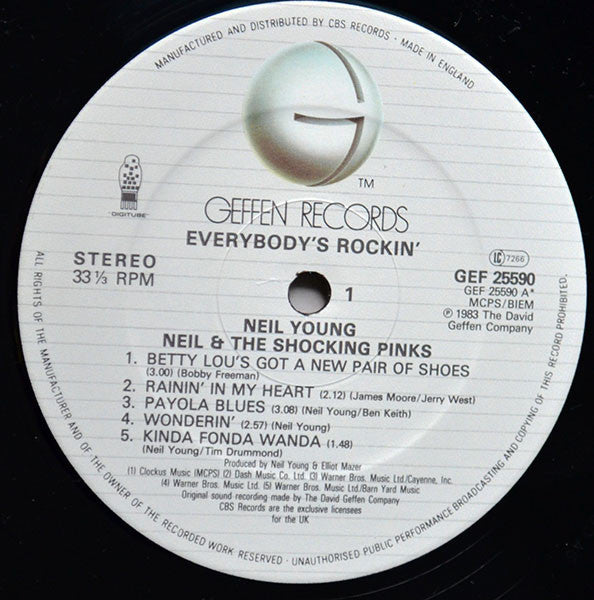 MANUFACTURED AND DISTRIBUTED BY CBS RECORDS · MADE IN ENGLAND
TM
"DIGITUBE"
GEFFEN RECORDS
EVERYBODY'S ROCKIN'
STEREO
33⅓ RPM
1
LC 7266
GEF 25590
GEF 25590 A*
MCPS/BIEM
℗ 1983 The David
Geffen Company
NEIL YOUNG
NEIL & THE SHOCKING PINKS
1. BETTY LOU'S GOT A NEW PAIR OF SHOES
(3.00) (Bobby Freeman)
2. RAININ' IN MY HEART (2.12) (James Moore/Jerry West)
3. PAYOLA BLUES (3.08) (Neil Young/Ben Keith)
4. WONDERIN' (2.57) (Neil Young)
5. KINDA FONDA WANDA (1.48)
(Neil Young/Tim Drummond)
Produced by Neil Young & Elliot Mazer
(1) Clockus Music (MCPS) (2) Dash Music Co. Ltd. (3) Warner Bros. Music Ltd/Cayenne, Inc.
(4) Warner Bros. Music Ltd. (5) Warner Bros. Music Ltd/Barn Yard Music
Original sound recording made by The David Geffen Company
CBS Records are the exclusive licensees
for the UK
ALL RIGHTS OF THE MANUFACTURER AND OF THE OWNER OF THE RECORDED WORK RESERVED · UNAUTHORISED PUBLIC PERFORMANCE BROADCASTING AND COPYING OF THIS RECORD PROHIBITED.